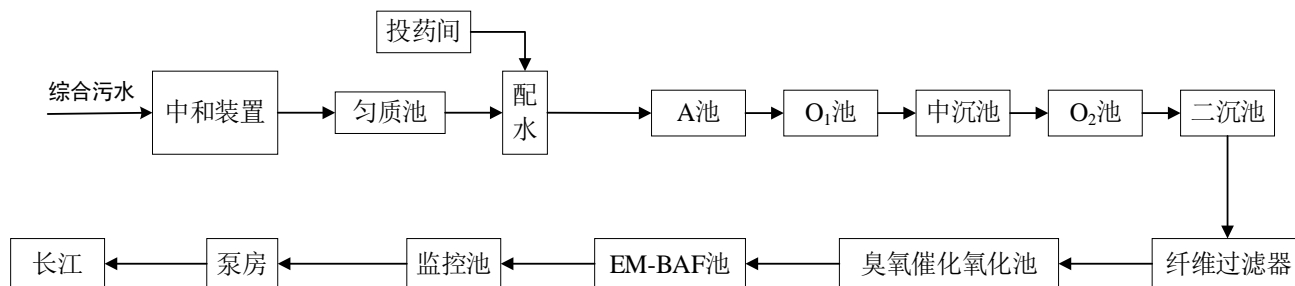 投药间
综合污水
中和装置
匀质池
配
水
A池
O₁池
中沉池
O₂池
二沉池
长江
泵房
监控池
EM-BAF池
臭氧催化氧化池
纤维过滤器